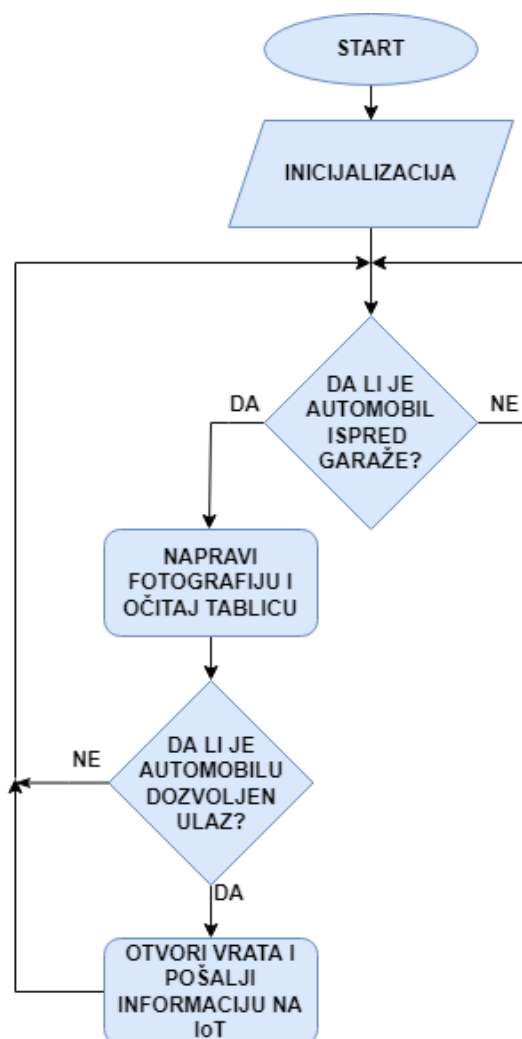 START
INICIJALIZACIJA
DA LI JE
AUTOMOBIL
ISPRED
GARAŽE?
DA
NE
NAPRAVI
FOTOGRAFIJU I
OČITAJ TABLICU
DA LI JE
AUTOMOBILU
DOZVOLJEN
ULAZ?
NE
DA
OTVORI VRATA I
POŠALJI
INFORMACIJU NA
IoT